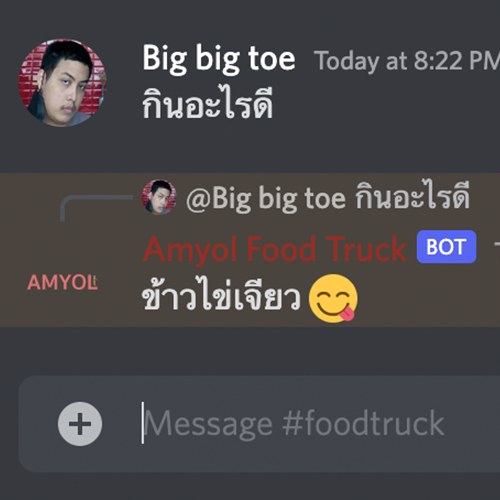 Big big toe Today at 8:22 PM
กินอะไรดี
@Big big toe กินอะไรดี
Amyol Food Truck BOT
AMYOL
ข้าวไข่เจียว
Message #foodtruck